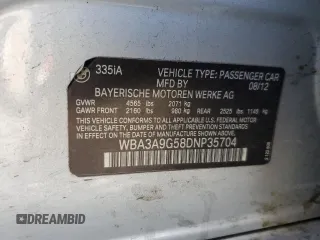 335iA
VEHICLE TYPE: PASSENGER CAR
MFD BY 08/12
BAYERISCHE MOTOREN WERKE AG
GVWR 4565 lbs 2071 kg
GAWR FRONT 2160 lbs 980 kg REAR 2525 lbs 1145 kg
THIS VEHICLE CONFORMS TO ALL APPLICABLE
FEDERAL MOTOR VEHICLE SAFETY, BUMPER
AND THEFT PREVENTION STANDARDS IN
EFFECT ON THE DATE OF MANUFACTURE
SHOWN ABOVE.
WBA3A9G58DNP35704
DREAMBID